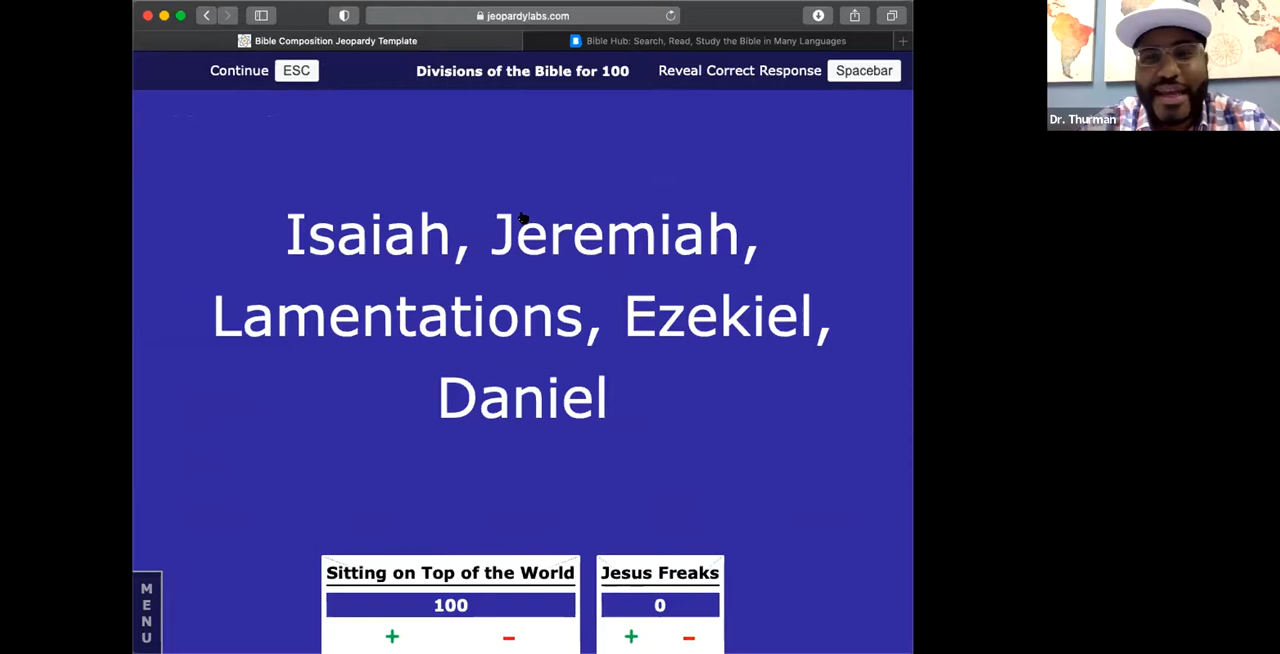 jeopardylabs.com
Bible Composition Jeopardy Template
Bible Hub: Search, Read, Study the Bible in Many Languages
Continue ESC
Divisions of the Bible for 100
Reveal Correct Response Spacebar
Dr. Thurman
Isaiah, Jeremiah,
Lamentations, Ezekiel,
Daniel
MENU
Sitting on Top of the World
100
+ -
Jesus Freaks
0
+ -